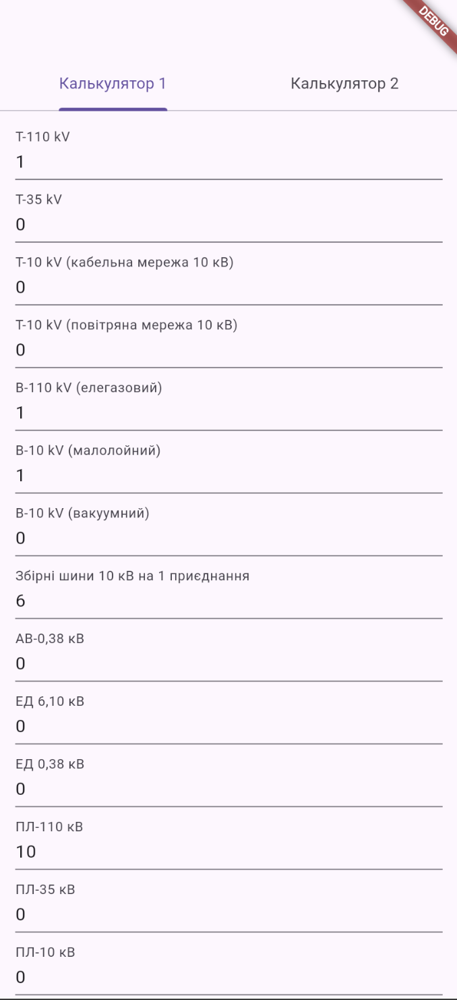 DEBUG
Калькулятор 1
Калькулятор 2
Т-110 kV
1
Т-35 kV
0
Т-10 kV (кабельна мережа 10 кВ)
0
Т-10 kV (повітряна мережа 10 кВ)
0
В-110 kV (елегазовий)
1
В-10 kV (малолойний)
1
В-10 kV (вакуумний)
0
Збірні шини 10 кВ на 1 приєднання
6
АВ-0,38 кВ
0
ЕД 6,10 кВ
0
ЕД 0,38 кВ
0
ПЛ-110 кВ
10
ПЛ-35 кВ
0
ПЛ-10 кВ
0